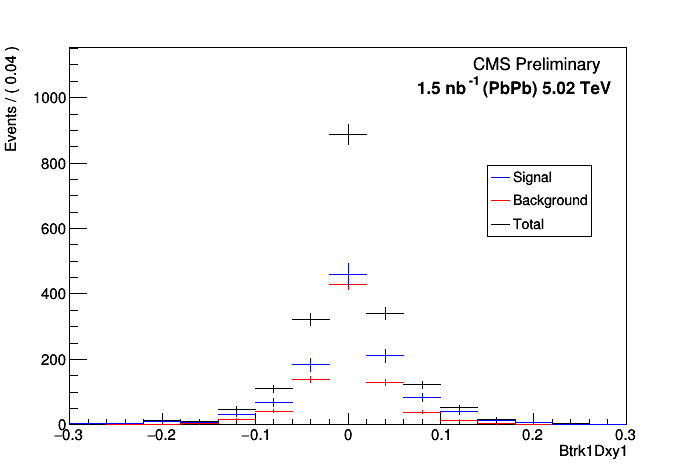 CMS Preliminary
1.5 nb⁻¹ (PbPb) 5.02 TeV
Events / ( 0.04 )
1000
800
600
400
200
0
Signal
Background
Total
−0.3 −0.2 −0.1 0 0.1 0.2 0.3
Btrk1Dxy1